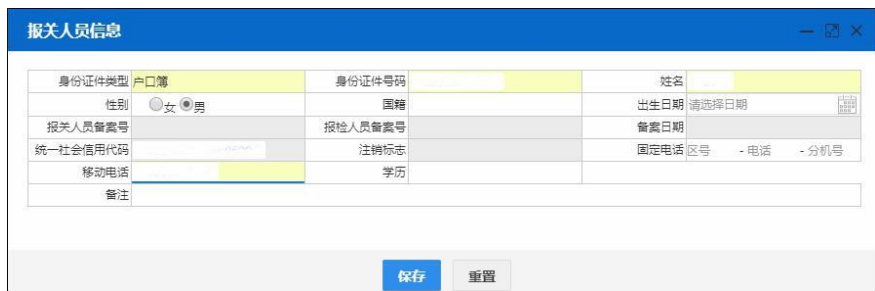 报关人员信息
身份证件类型 户口簿 身份证件号码 姓名
性别 女 男 国籍 出生日期 请选择日期
报关人员备案号 报检人员备案号 备案日期
统一社会信用代码 注销标志 固定电话 区号 - 电话 - 分机号
移动电话 学历
备注
保存 重置